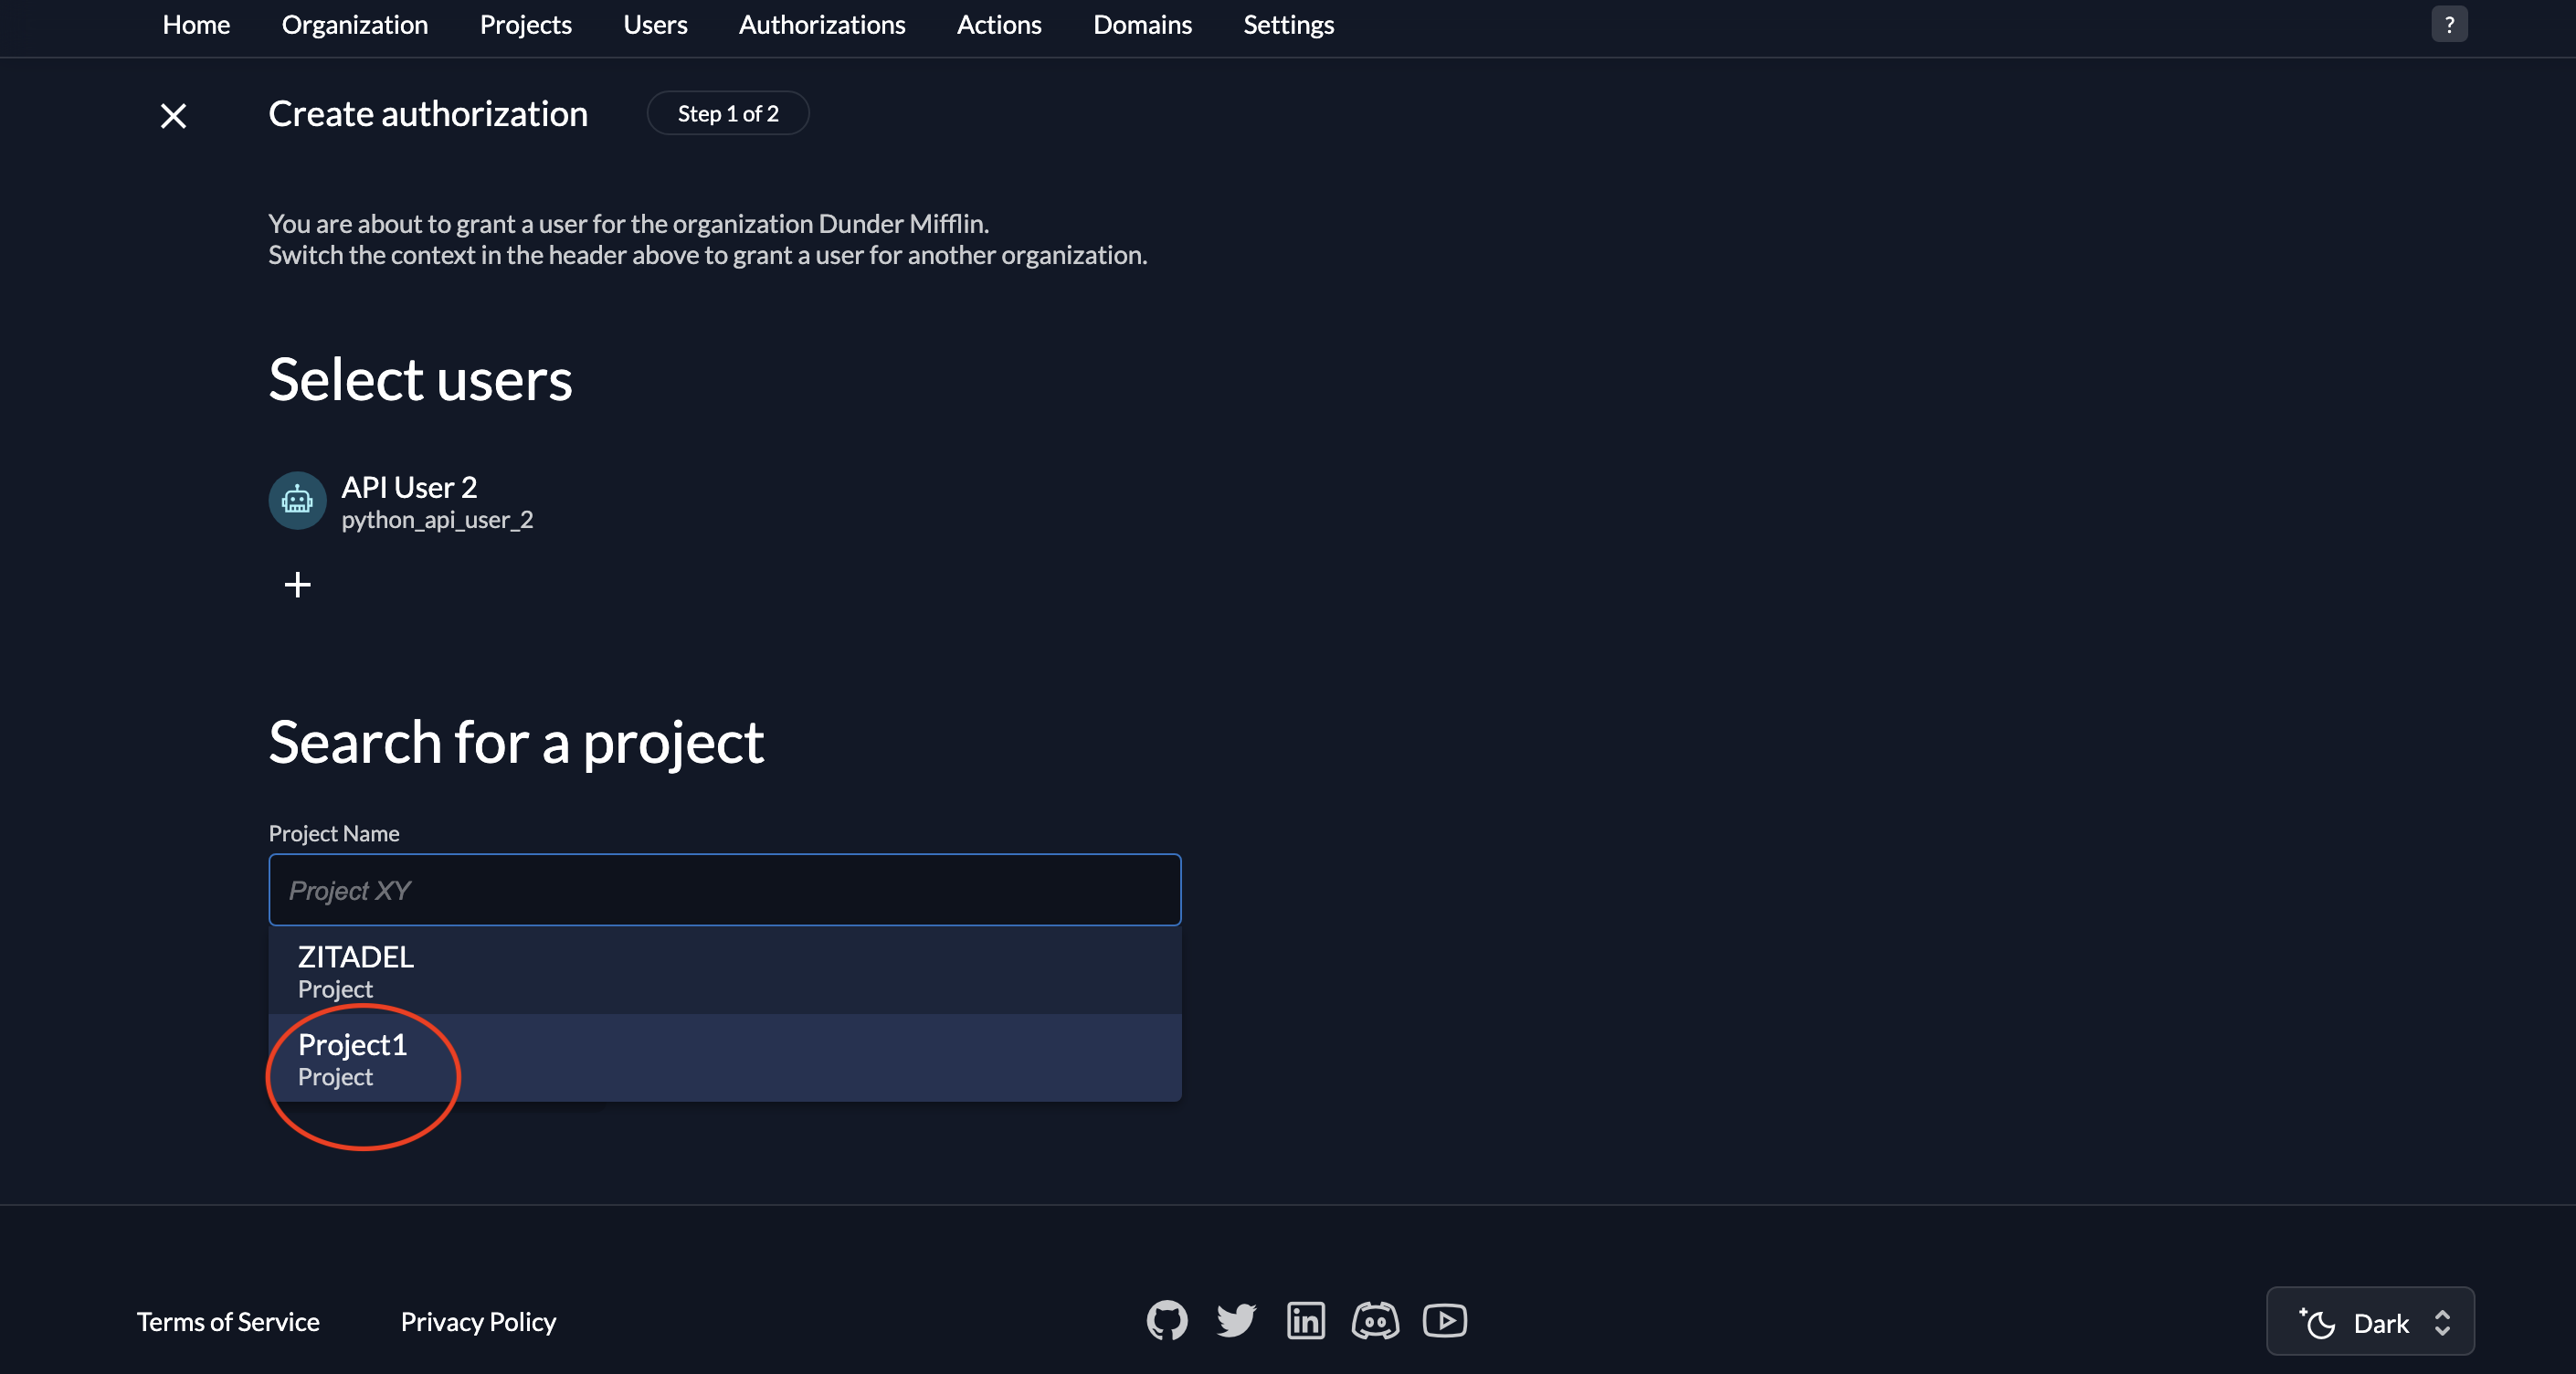 Home Organization Projects Users Authorizations Actions Domains Settings ?
Create authorization Step 1 of 2
You are about to grant a user for the organization Dunder Mifflin.
Switch the context in the header above to grant a user for another organization.
Select users
API User 2
python_api_user_2
Search for a project
Project Name
Project XY
ZITADEL
Project
Project1
Project
Terms of Service Privacy Policy in Dark